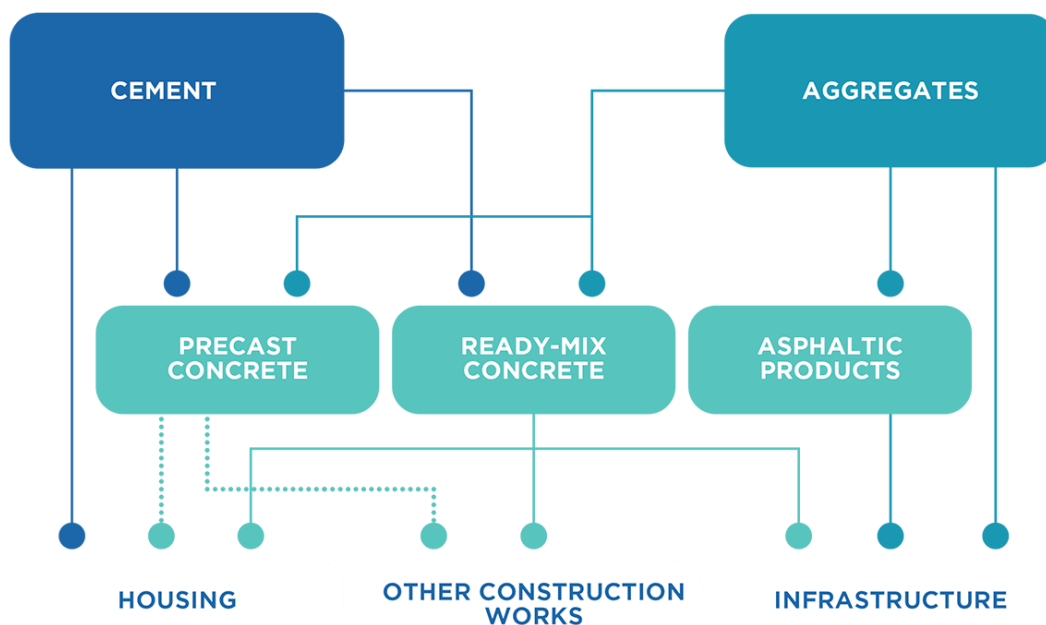 CEMENT
AGGREGATES
PRECAST
CONCRETE
READY-MIX
CONCRETE
ASPHALTIC
PRODUCTS
HOUSING
OTHER CONSTRUCTION
WORKS
INFRASTRUCTURE